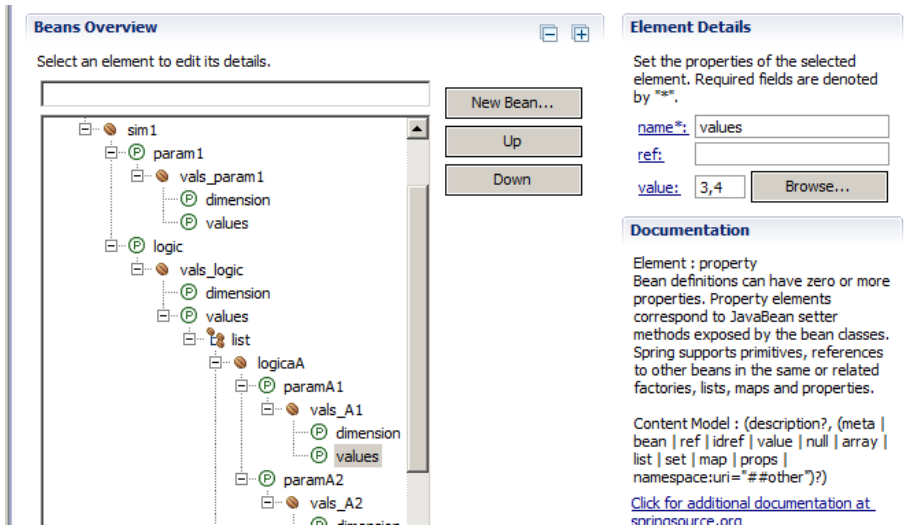 Beans Overview
Select an element to edit its details.
New Bean...
Up
Down
sim1
P param1
vals_param1
P dimension
P values
P logic
vals_logic
P dimension
P values
list
logicaA
P paramA1
vals_A1
P dimension
P values
P paramA2
vals_A2
P dimension
Element Details
Set the properties of the selected
element. Required fields are denoted
by "*".
name*: values
ref:
value: 3,4 Browse...
Documentation
Element : property
Bean definitions can have zero or more
properties. Property elements
correspond to JavaBean setter
methods exposed by the bean classes.
Spring supports primitives, references
to other beans in the same or related
factories, lists, maps and properties.
Content Model : (description?, (meta |
bean | ref | idref | value | null | array |
list | set | map | props |
namespace:uri="##other")?)
Click for additional documentation at
springsource.org